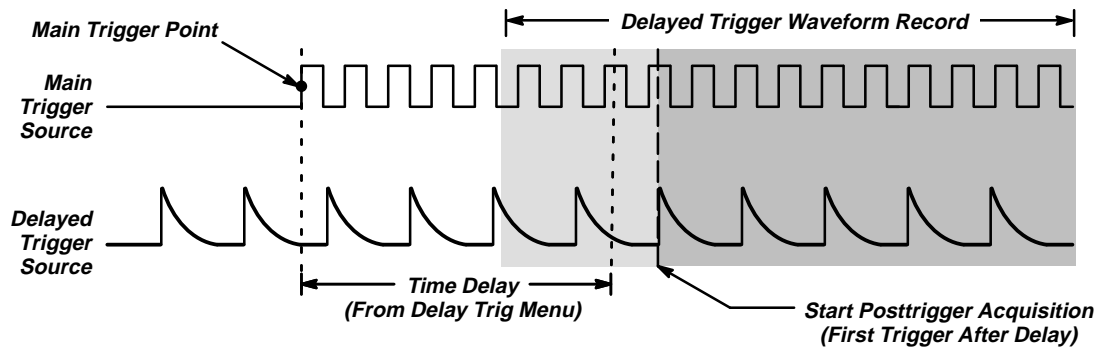 Delayed Trigger Waveform Record
Main Trigger Point
Main
Trigger
Source
Delayed
Trigger
Source
Time Delay
(From Delay Trig Menu)
Start Posttrigger Acquisition
(First Trigger After Delay)